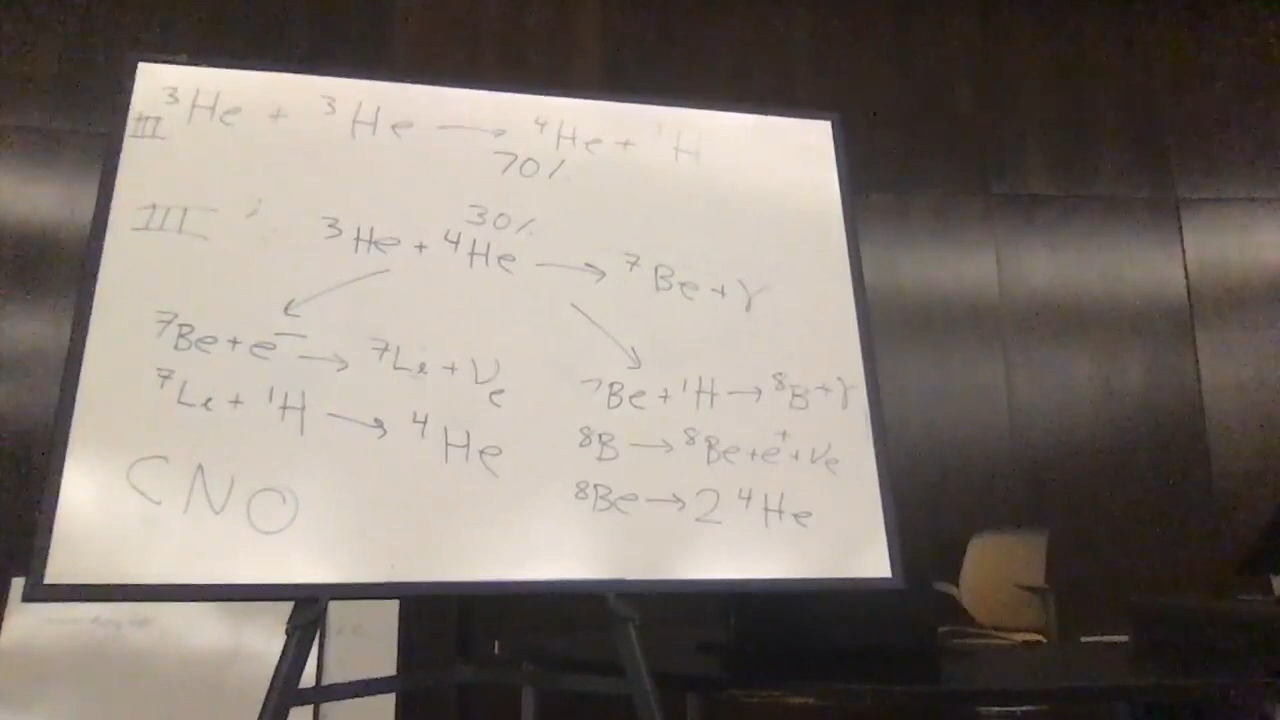 ³He + ³He → ⁴He + ¹H
III
70%
III'
30%
³He + ⁴He → ⁷Be + γ
⁷Be + e⁻ → ⁷Li + νe
⁷Li + ¹H → ⁴He
⁷Be + ¹H → ⁸B + γ
⁸B → ⁸Be + e⁺ + νe
⁸Be → 2 ⁴He
CNO